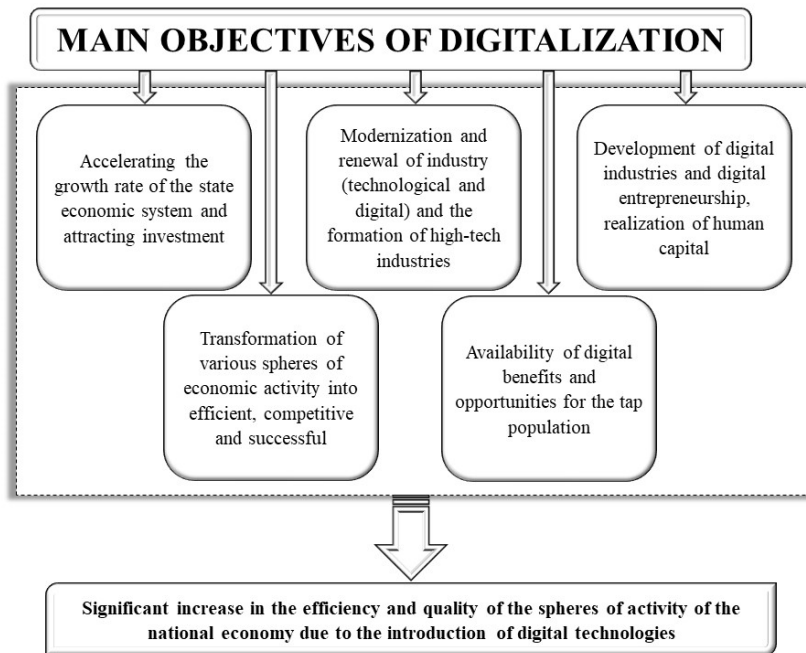 MAIN OBJECTIVES OF DIGITALIZATION
Accelerating the
growth rate of the state
economic system and
attracting investment
Modernization and
renewal of industry
(technological and
digital) and the
formation of high-tech
industries
Development of digital
industries and digital
entrepreneurship,
realization of human
capital
Transformation of
various spheres of
economic activity into
efficient, competitive
and successful
Availability of digital
benefits and
opportunities for the tap
population
Significant increase in the efficiency and quality of the spheres of activity of the
national economy due to the introduction of digital technologies